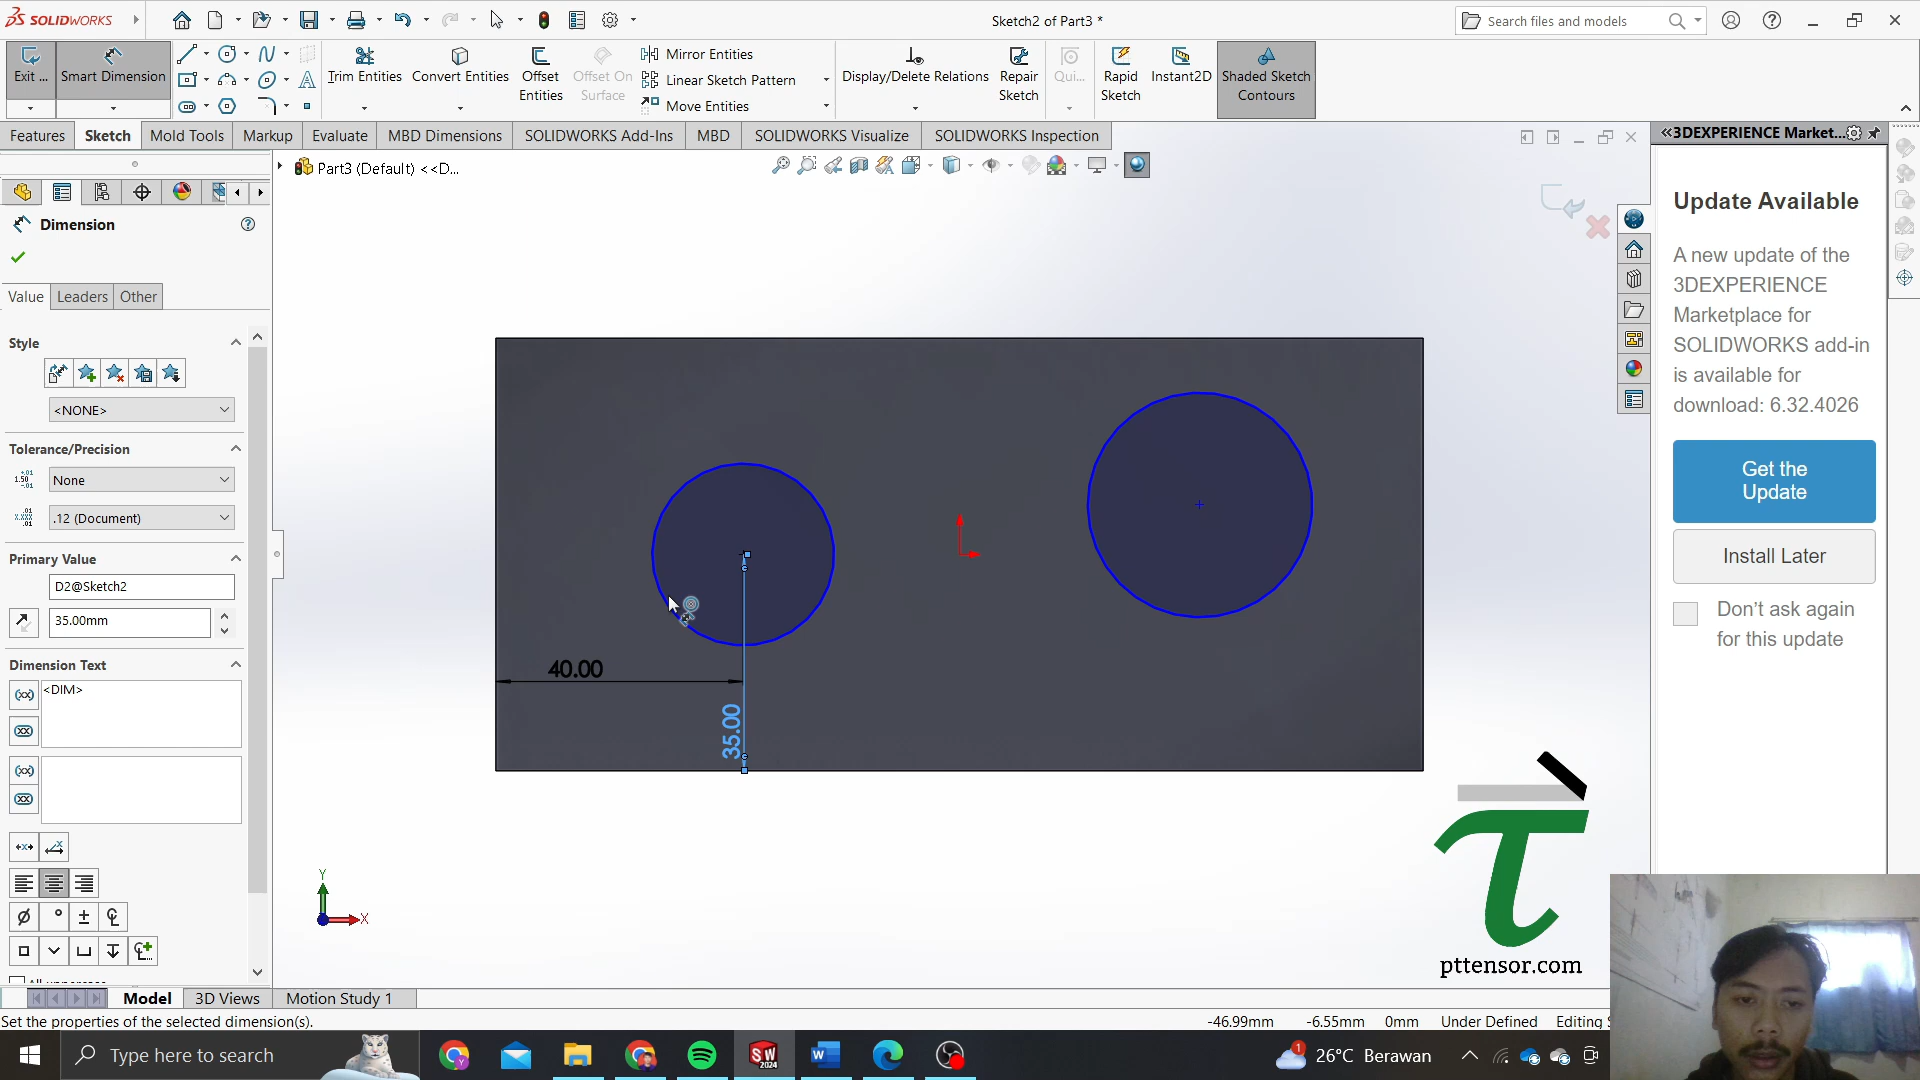 SOLIDWORKS
Sketch2 of Part3 *
Search files and models
Exit ...
Smart Dimension
Trim Entities
Convert Entities
Offset
Entities
Offset On
Surface
Mirror Entities
Linear Sketch Pattern
Move Entities
Display/Delete Relations
Repair
Sketch
Qui...
Rapid
Sketch
Instant2D
Shaded Sketch
Contours
Features
Sketch
Mold Tools
Markup
Evaluate
MBD Dimensions
SOLIDWORKS Add-Ins
MBD
SOLIDWORKS Visualize
SOLIDWORKS Inspection
«3DEXPERIENCE Market...
Part3 (Default) <<D...
Dimension
Value
Leaders
Other
Style
<NONE>
Tolerance/Precision
None
.12 (Document)
Primary Value
D2@Sketch2
35.00mm
Dimension Text
<DIM>
40.00
35.00
Y
X
Update Available
A new update of the
3DEXPERIENCE
Marketplace for
SOLIDWORKS add-in
is available for
download: 6.32.4026
Get the
Update
Install Later
Don't ask again
for this update
pttensor.com
Model
3D Views
Motion Study 1
Set the properties of the selected dimension(s).
-46.99mm
-6.55mm
0mm
Under Defined
Editing
Type here to search
SW
2024
1
26°C Berawan